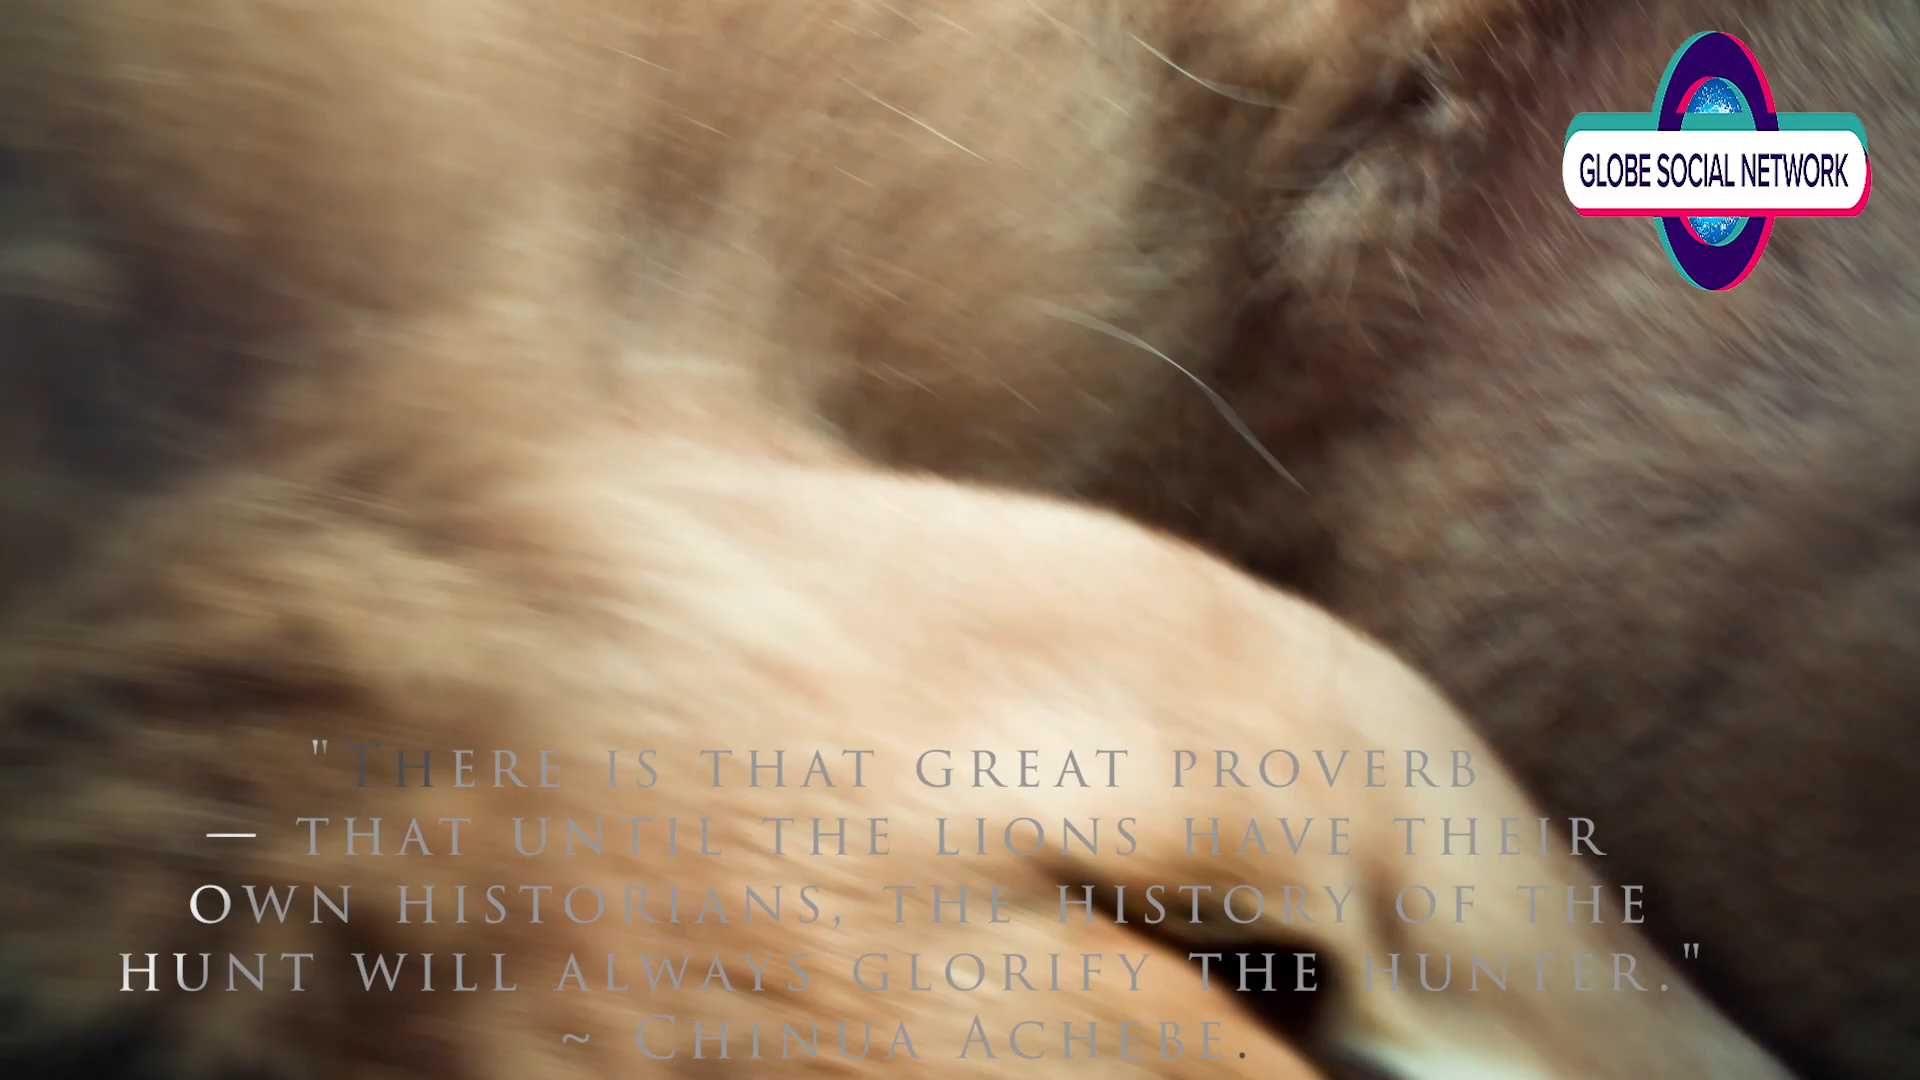 GLOBE SOCIAL NETWORK
"There is that great proverb
— that until the lions have their
own historians, the history of the
hunt will always glorify the hunter."
~ Chinua Achebe.